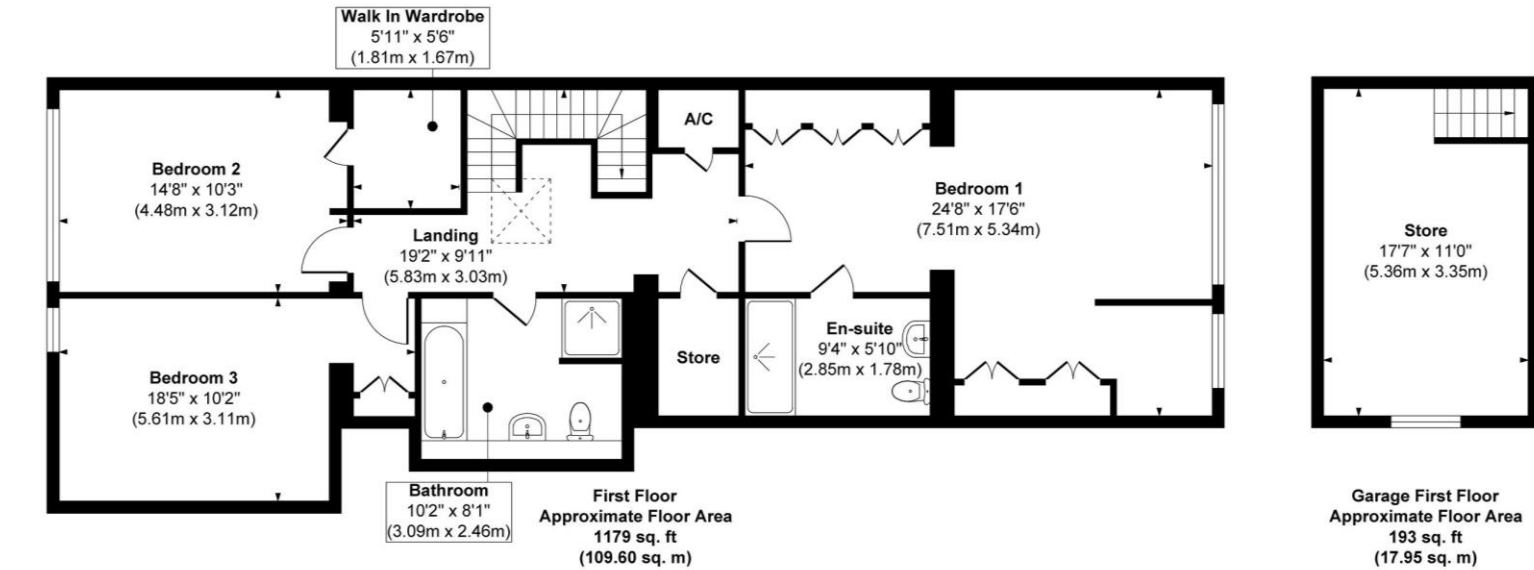 Walk In Wardrobe
5'11" x 5'6"
(1.81m x 1.67m)
A/C
Bedroom 2
14'8" x 10'3"
(4.48m x 3.12m)
Bedroom 1
24'8" x 17'6"
(7.51m x 5.34m)
Landing
19'2" x 9'11"
(5.83m x 3.03m)
Store
17'7" x 11'0"
(5.36m x 3.35m)
Bedroom 3
18'5" x 10'2"
(5.61m x 3.11m)
Store
En-suite
9'4" x 5'10"
(2.85m x 1.78m)
Bathroom
10'2" x 8'1"
(3.09m x 2.46m)
First Floor
Approximate Floor Area
1179 sq. ft
(109.60 sq. m)
Garage First Floor
Approximate Floor Area
193 sq. ft
(17.95 sq. m)